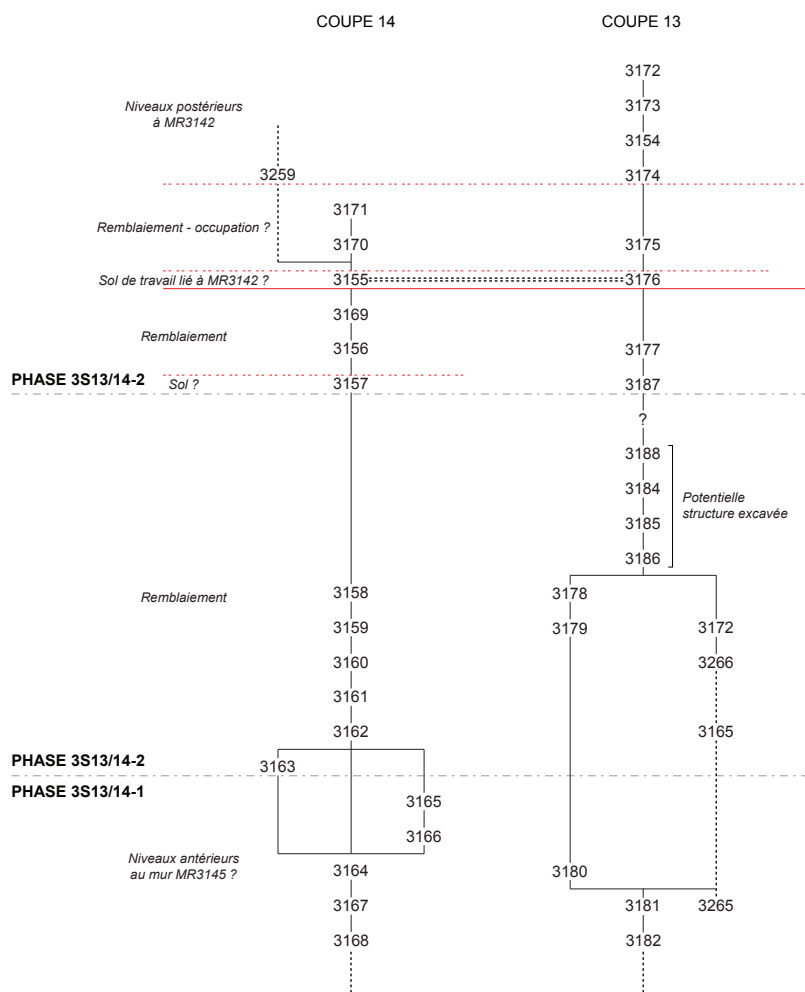 COUPE 14 COUPE 13
3172
Niveaux postérieurs
à MR3142
3173
3154
3259 3174
3171
Remblaiement - occupation ?
3170 3175
Sol de travail lié à MR3142 ? 3155 3176
3169
Remblaiement
3156 3177
PHASE 3S13/14-2 Sol ? 3157 3187
?
3188
3184
Potentielle
structure excavée
3185
3186
Remblaiement 3158 3178
3159 3179 3172
3160 3266
3161
3162 3165
PHASE 3S13/14-2
3163
PHASE 3S13/14-1
3165
3166
Niveaux antérieurs
au mur MR3145 ?
3164 3180
3167 3181 3265
3168 3182